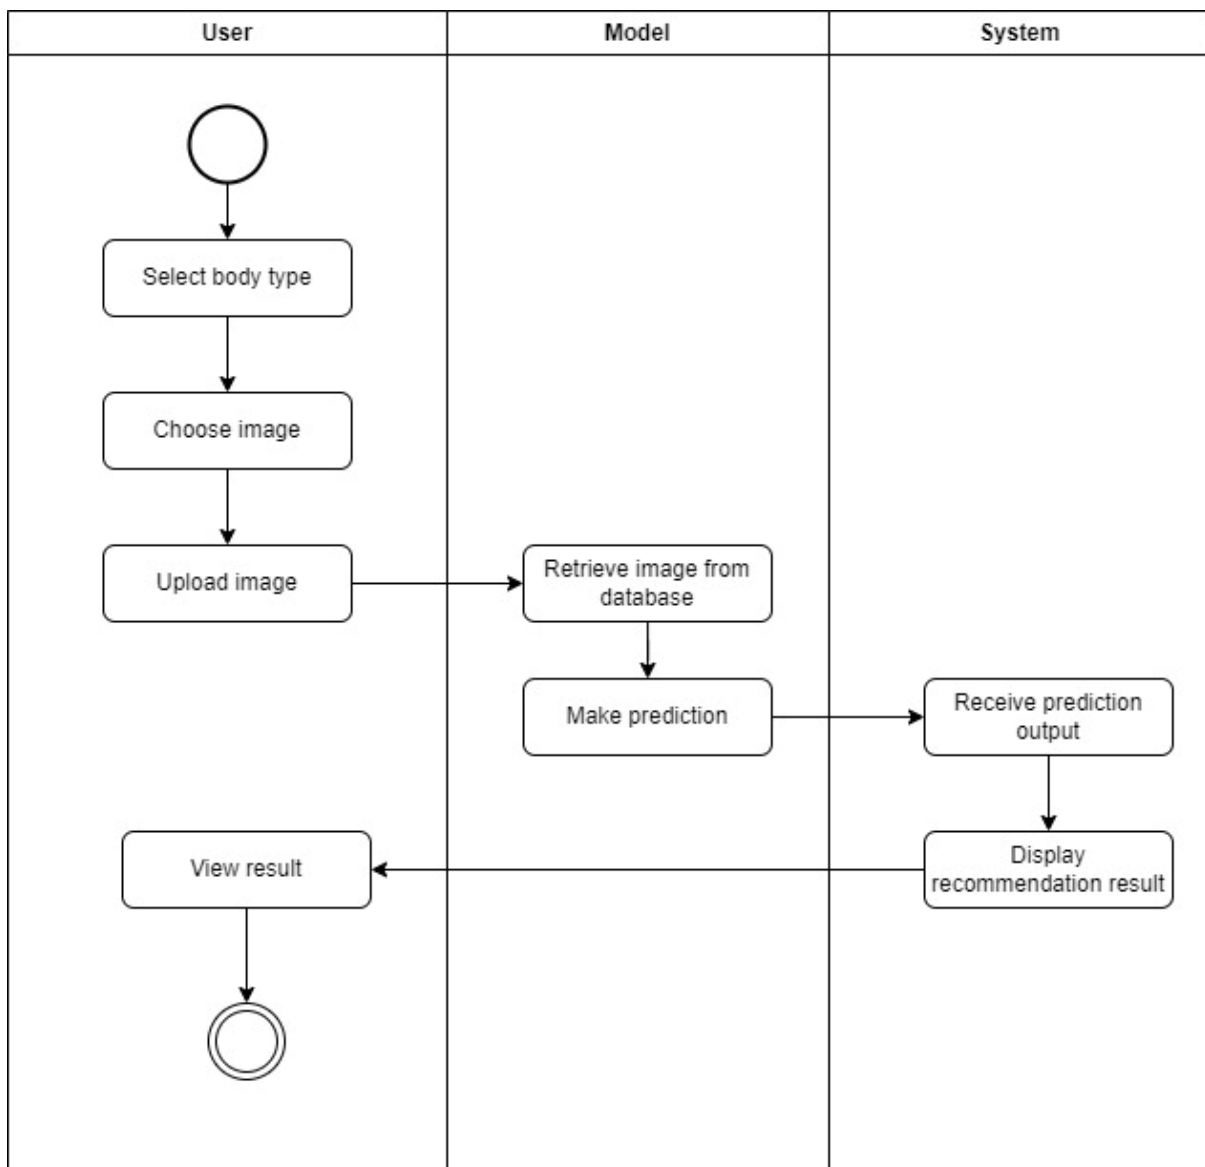 User
Model
System
Select body type
Choose image
Upload image
Retrieve image from
database
Make prediction
Receive prediction
output
Display
recommendation result
View result